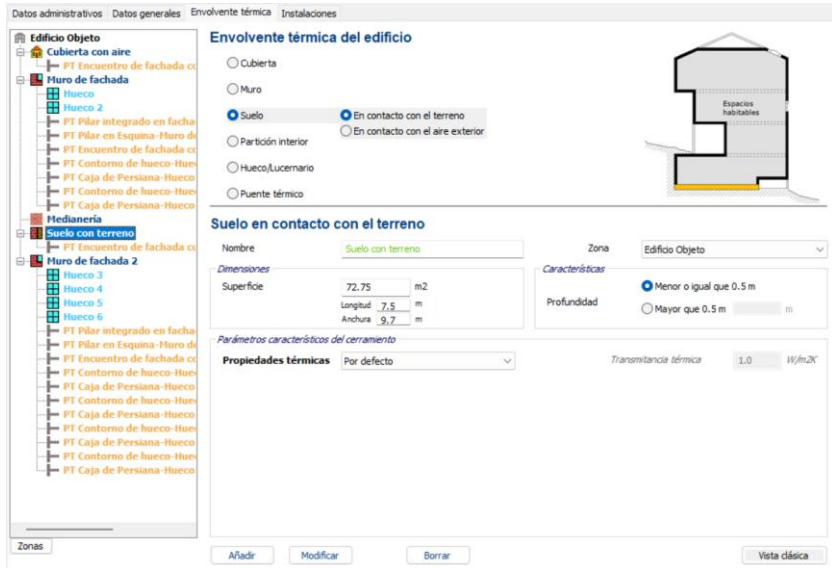 Datos administrativos Datos generales Envolvente térmica Instalaciones
Edificio Objeto
Cubierta con aire
PT Encuentro de fachada co
Muro de fachada
Hueco
Hueco 2
PT Pilar integrado en facha
PT Pilar en Esquina-Muro de
PT Encuentro de fachada co
PT Contorno de hueco-Hue
PT Caja de Persiana-Hueco
PT Contorno de hueco-Hue
PT Caja de Persiana-Hueco
Medianería
Suelo con terreno
PT Encuentro de fachada co
Muro de fachada 2
Hueco 3
Hueco 4
Hueco 5
Hueco 6
PT Pilar integrado en facha
PT Pilar en Esquina-Muro de
PT Encuentro de fachada co
PT Contorno de hueco-Hue
PT Caja de Persiana-Hueco
PT Contorno de hueco-Hue
PT Caja de Persiana-Hueco
PT Contorno de hueco-Hue
PT Caja de Persiana-Hueco
PT Contorno de hueco-Hue
PT Caja de Persiana-Hueco
Zonas
Envolvente térmica del edificio
Cubierta
Muro
Suelo En contacto con el terreno
En contacto con el aire exterior
Partición interior
Hueco/Lucernario
Puente térmico
Espacios
habitables
Suelo en contacto con el terreno
Nombre Suelo con terreno Zona Edificio Objeto
Dimensiones Características
Superficie 72.75 m2 Menor o igual que 0.5 m
Longitud 7.5 m Profundidad Mayor que 0.5 m m
Anchura 9.7 m
Parámetros característicos del cerramiento
Propiedades térmicas Por defecto Transmitancia térmica 1.0 W/m2K
Añadir Modificar Borrar Vista clásica